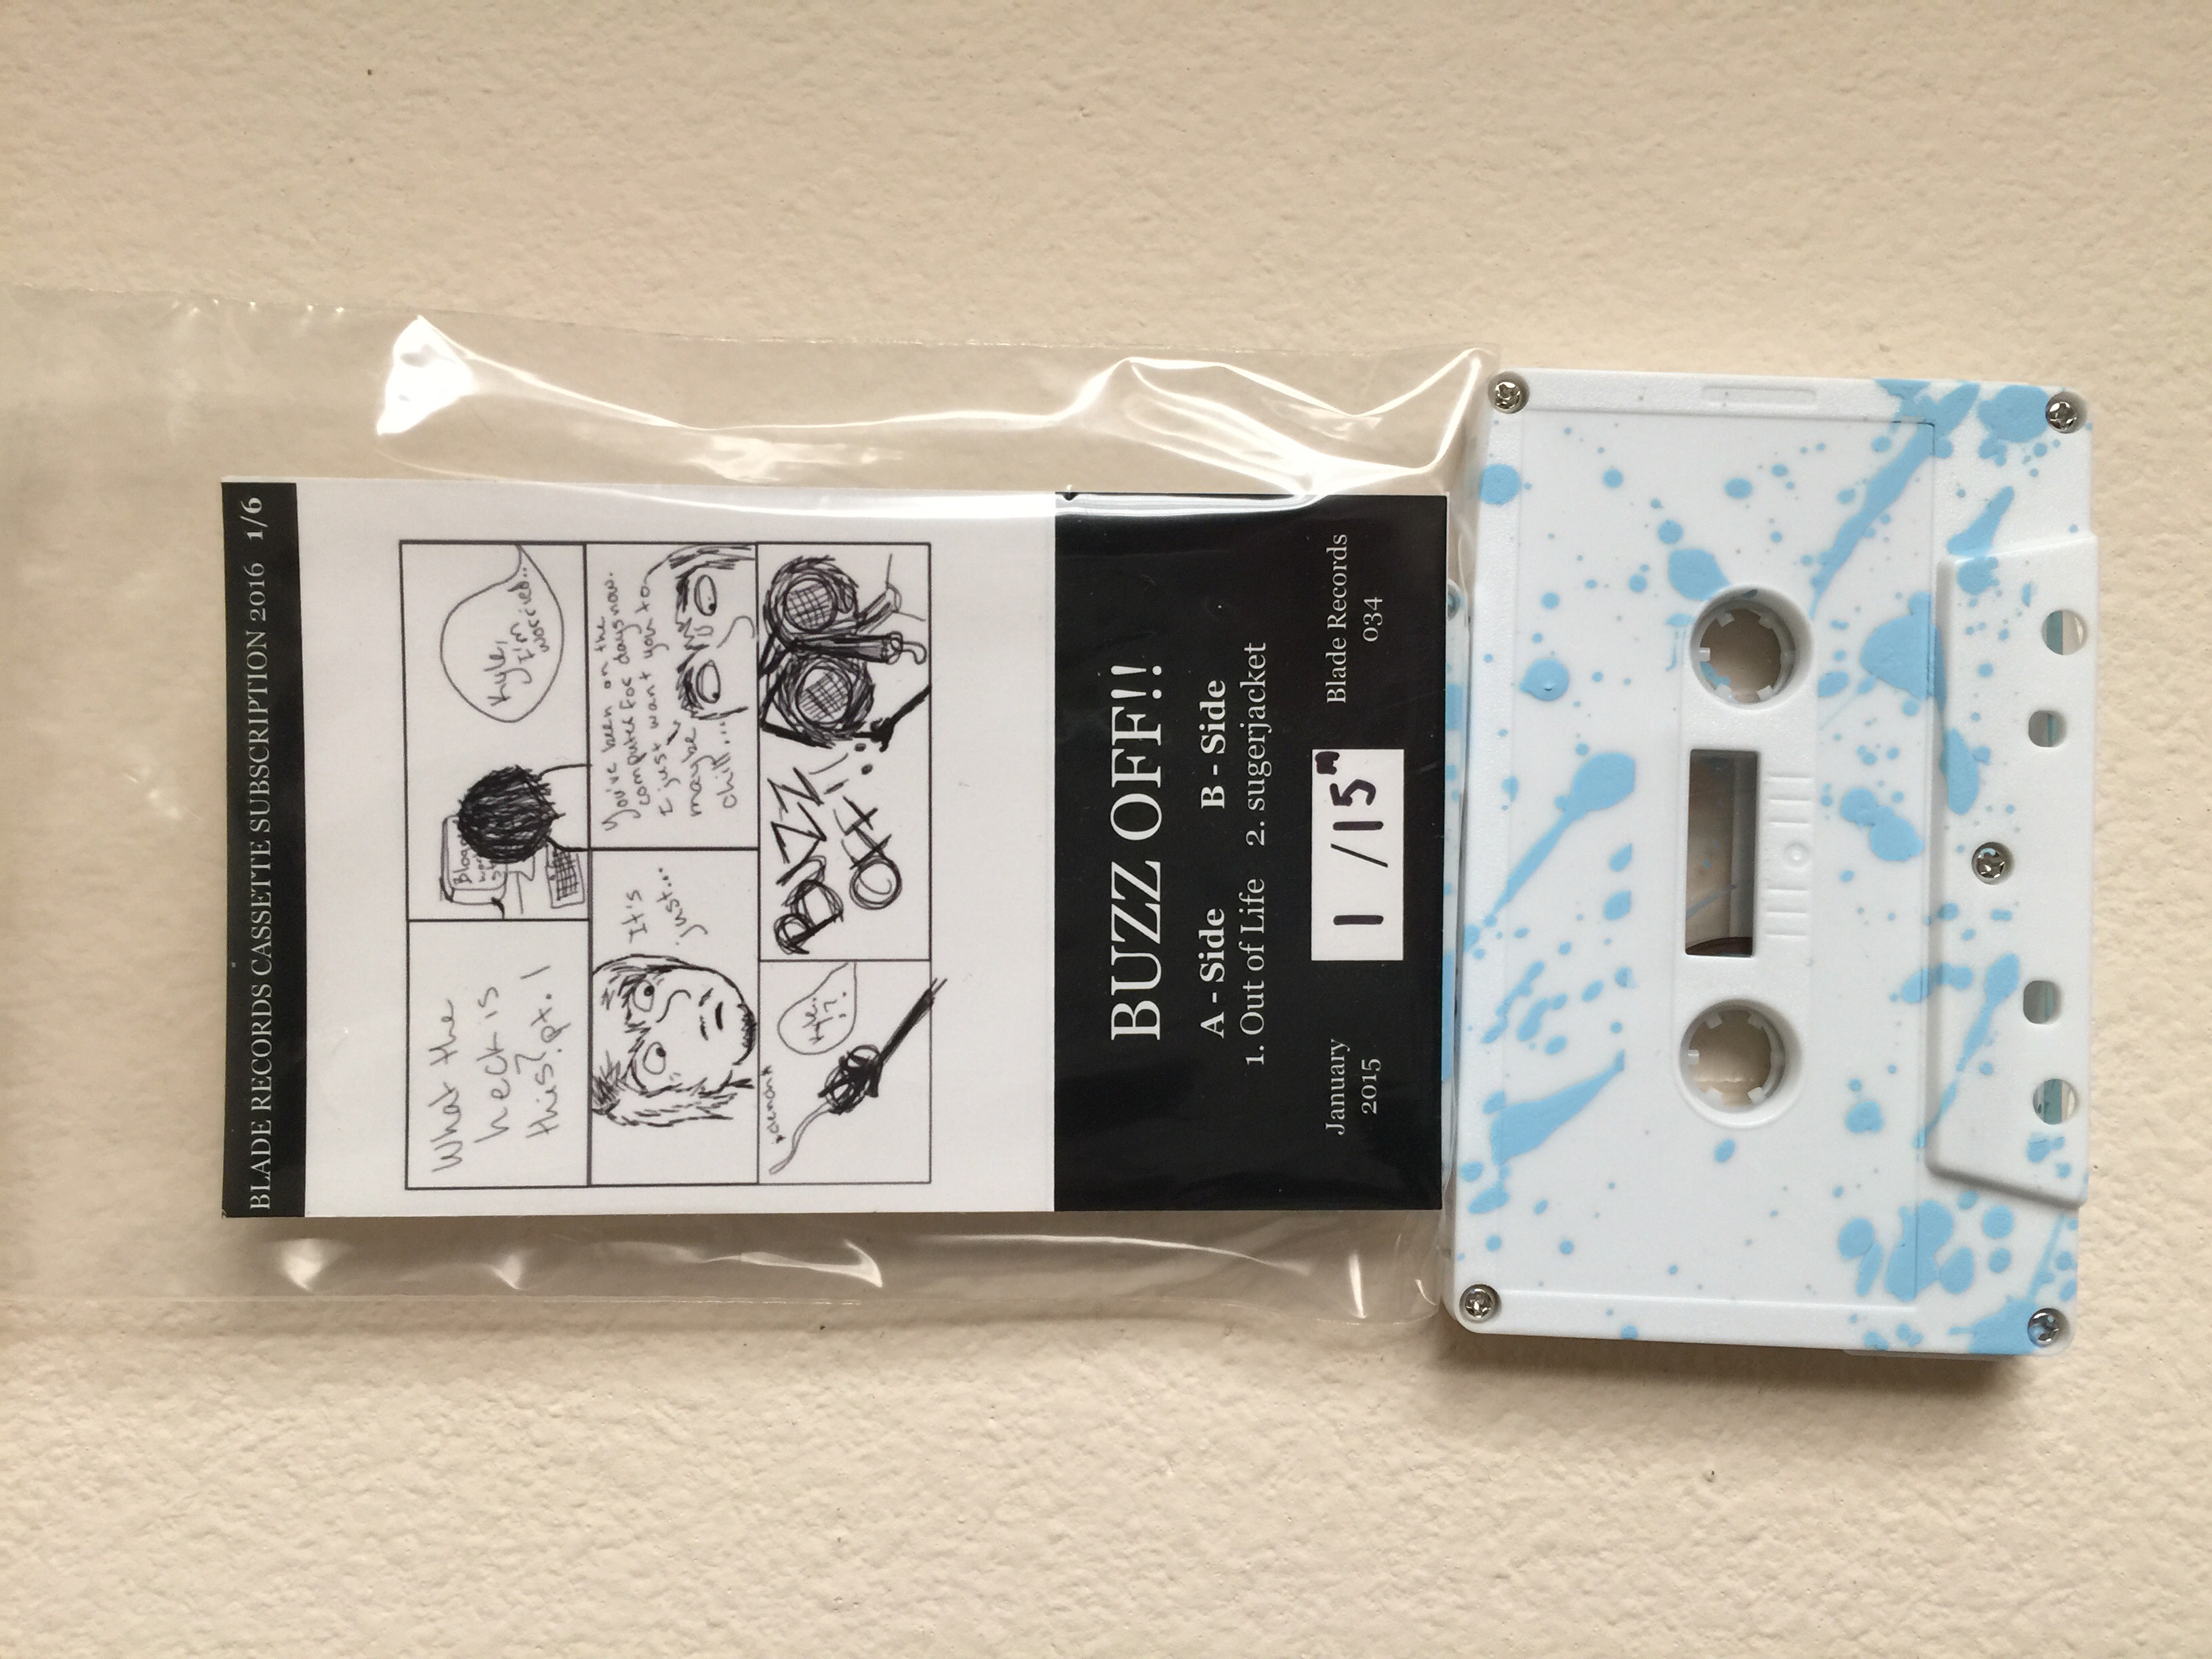 BLADE RECORDS CASSETTE SUBSCRIPTION 2016 1/6
What the
heck is
this? pt. 1
Blog
Kyle,
I'm
worried..
It's
just...
You've been on the
computer for days now.
I just want you to
maybe
chill...
Kyle
!?
BUZZ
OFF!!
BUZZ OFF!!
A - Side B - Side
1. Out of Life 2. sugerjacket
January
2015
1 /15
Blade Records
034